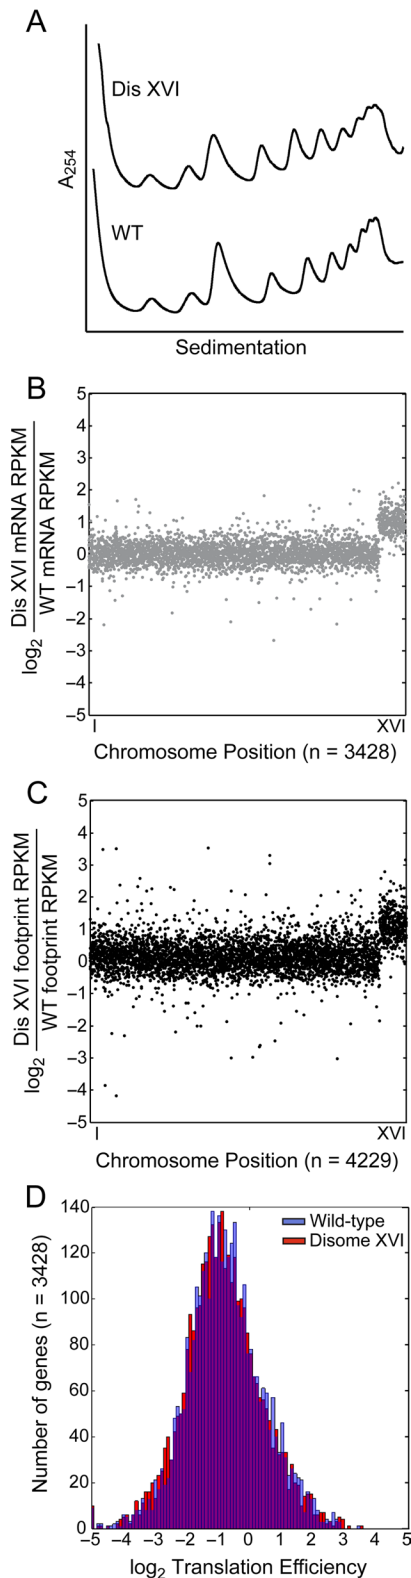 A
Dis XVI
WT
A254
Sedimentation
B
5
4
3
2
1
0
−1
−2
−3
−4
−5
log2 Dis XVI mRNA RPKM
WT mRNA RPKM
I XVI
Chromosome Position (n = 3428)
C
5
4
3
2
1
0
−1
−2
−3
−4
−5
log2 Dis XVI footprint RPKM
WT footprint RPKM
I XVI
Chromosome Position (n = 4229)
D
140
120
100
80
60
40
20
0
Number of genes (n = 3428)
Wild-type
Disome XVI
−5 −4 −3 −2 −1 0 1 2 3 4 5
log2 Translation Efficiency